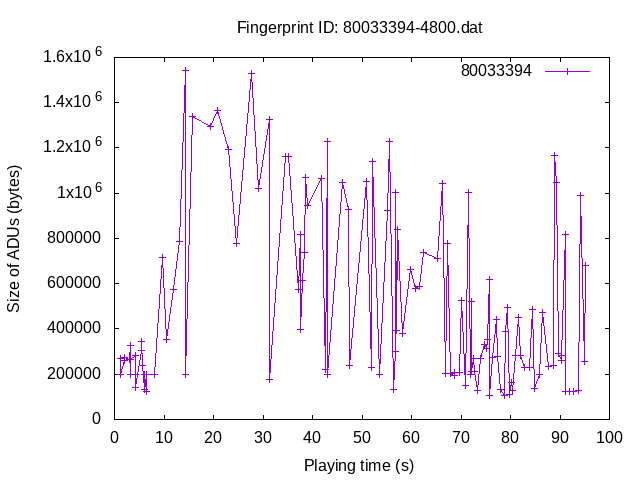 Fingerprint ID: 80033394-4800.dat
80033394
Size of ADUs (bytes)
1.6x10^6
1.4x10^6
1.2x10^6
1x10^6
800000
600000
400000
200000
0
0 10 20 30 40 50 60 70 80 90 100
Playing time (s)